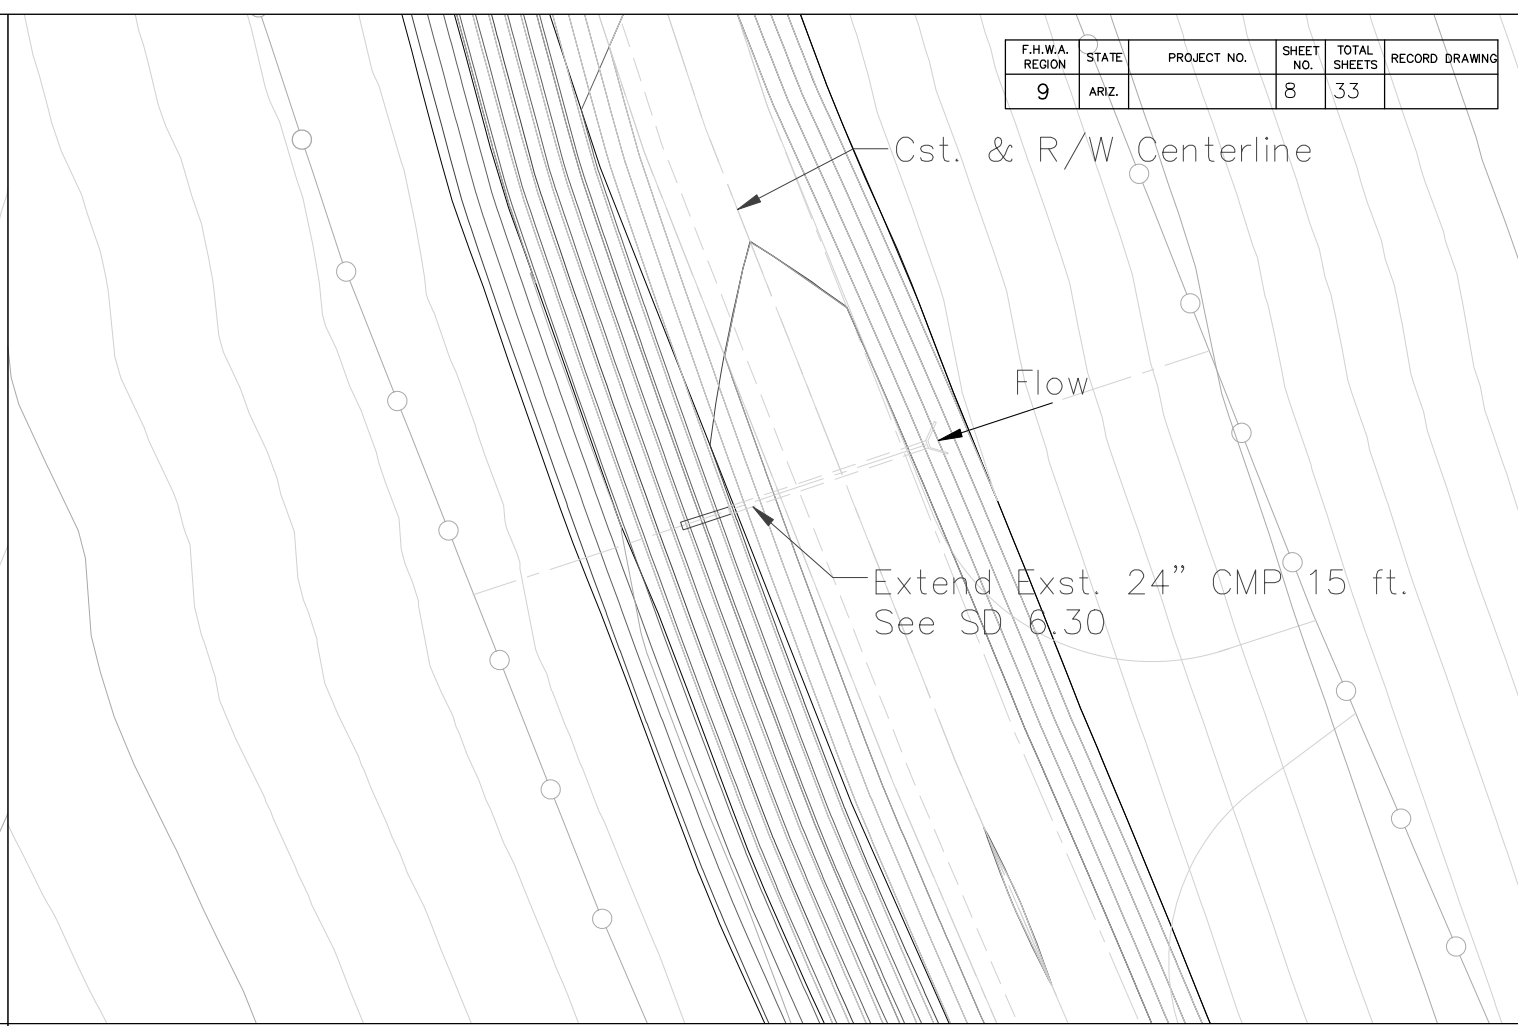 F.H.W.A. REGION STATE PROJECT NO. SHEET NO. TOTAL SHEETS RECORD DRAWING
9 ARIZ. 8 33
Cst. & R/W Centerline
Flow
Extend Exst. 24” CMP 15 ft.
See SD 6.30